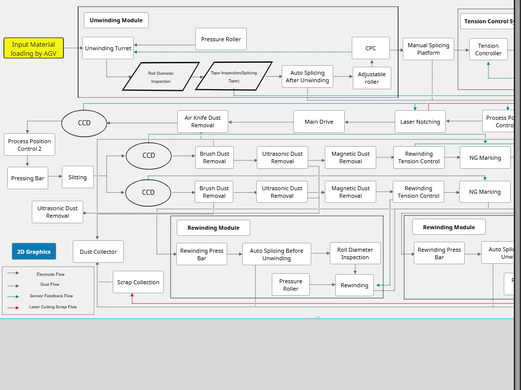 Unwinding Module
Tension Control Sy
Input Material
loading by AGV
Unwinding Turret
Pressure Roller
CPC
Manual Splicing
Platform
Tension
Controller
Roll Diameter
Inspection
Tape Inspection(Splicing
Tape)
Auto Splicing
After Unwinding
Adjustable
roller
CCD
Air Knife Dust
Removal
Main Drive
Laser Notching
Process Po
Control
Process Position
Control 2
CCD
Brush Dust
Removal
Ultrasonic Dust
Removal
Magnetic Dust
Removal
Rewinding
Tension Control
NG Marking
Pressing Bar
Slitting
CCD
Brush Dust
Removal
Ultrasonic Dust
Removal
Magnetic Dust
Removal
Rewinding
Tension Control
NG Marking
Ultrasonic Dust
Removal
Rewinding Module
Rewinding Module
2D Graphics
Dust Collector
Rewinding Press
Bar
Auto Splicing Before
Unwinding
Roll Diameter
Inspection
Rewinding Press
Bar
Auto Splic
Unw
Scrap Collection
Pressure
Roller
Rewinding
Electrode Flow
Dust Flow
Sensor Feedback Flow
Laser Cutting Scrap Flow